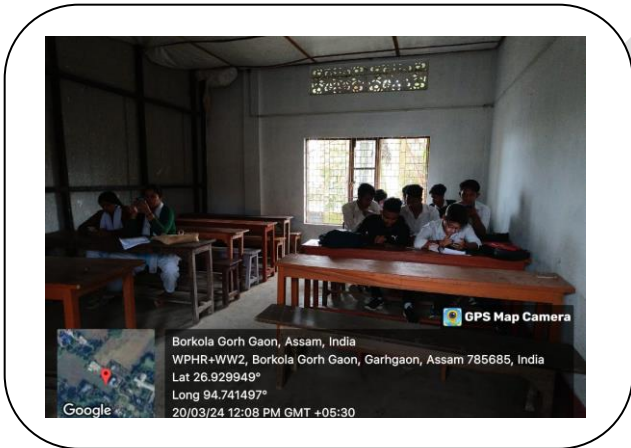 GPS Map Camera
Borkola Gorh Gaon, Assam, India
WPHR+WW2, Borkola Gorh Gaon, Garhgaon, Assam 785685, India
Lat 26.929949°
Long 94.741497°
20/03/24 12:08 PM GMT +05:30
Google